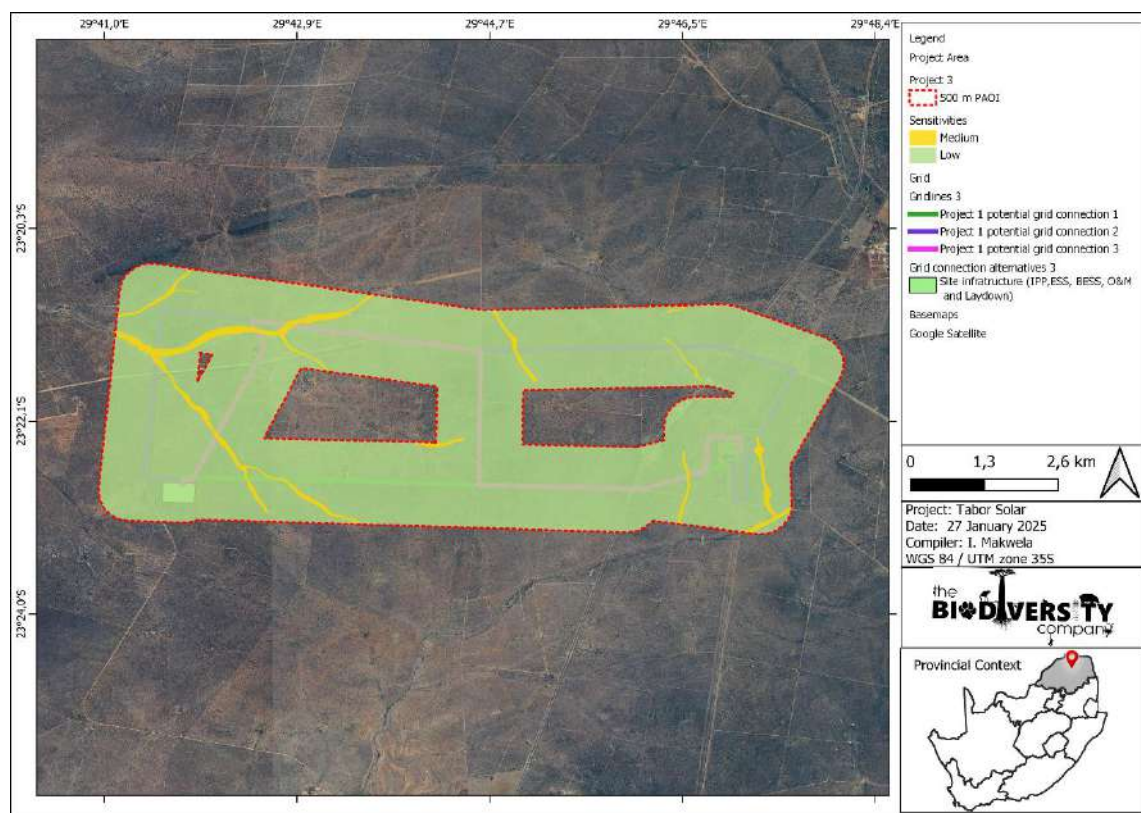 29°41,0'E 29°42,9'E 29°44,7'E 29°46,5'E 29°48,4'E
23°20,3'S
23°22,1'S
23°24,0'S
Legend
Project Area
Project 3
500 m PAOI
Sensitivities
Medium
Low
Grid
Gridlines 3
Project 1 potential grid connection 1
Project 1 potential grid connection 2
Project 1 potential grid connection 3
Grid connection alternatives 3
Site infratructure (IPP,ESS, BESS, O&M
and Laydown)
Basemaps
Google Satellite
0 1,3 2,6 km
Project: Tabor Solar
Date: 27 January 2025
Compiler: I. Makwela
WGS 84 / UTM zone 35S
the
BIODIVERSITY
company
Provincial Context